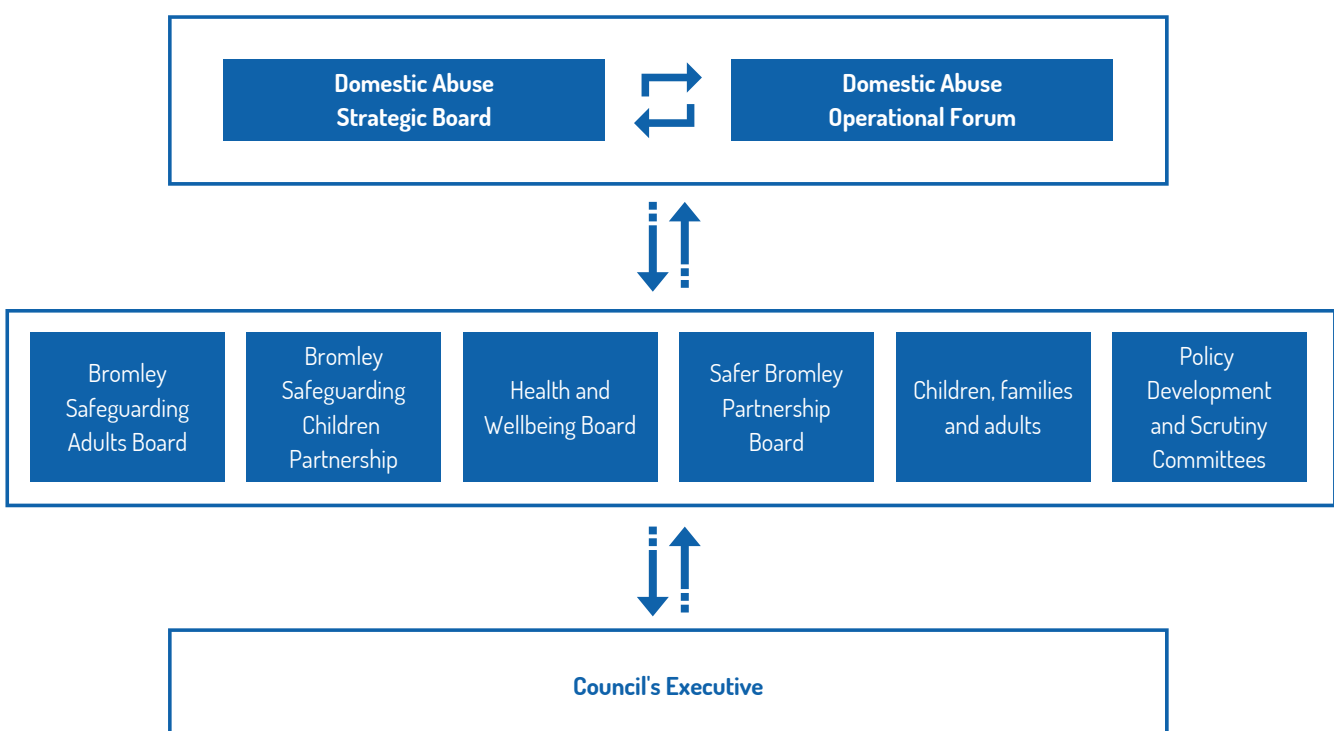 Domestic Abuse
Strategic Board
Domestic Abuse
Operational Forum
Bromley
Safeguarding
Adults Board
Bromley
Safeguarding
Children
Partnership
Health and
Wellbeing Board
Safer Bromley
Partnership
Board
Children, families
and adults
Policy
Development
and Scrutiny
Committees
Council's Executive